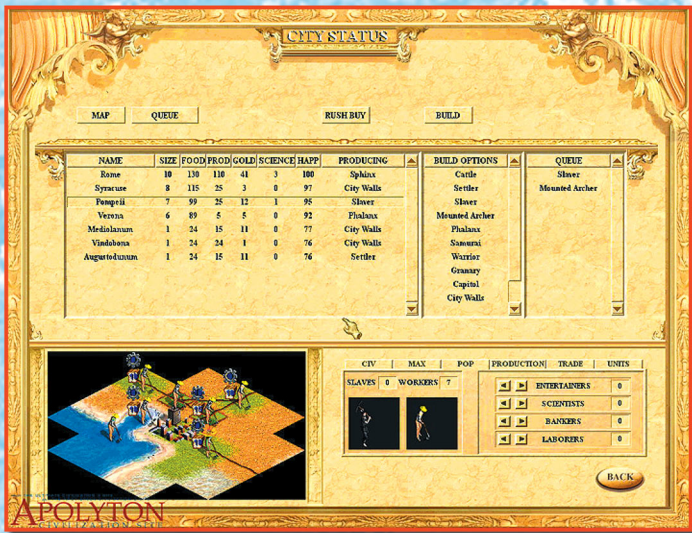 CITY STATUS
MAP QUEUE RUSH BUY BUILD
NAME SIZE FOOD PROD GOLD SCIENCE HAPP PRODUCING BUILD OPTIONS QUEUE
Rome 10 130 110 41 3 100 Sphinx Cattle Slaver
Syracuse 8 115 25 3 0 97 City Walls Settler Mounted Archer
Pompeii 7 99 25 12 1 95 Slaver Slaver
Verona 6 89 5 5 0 92 Phalanx Mounted Archer
Mediolanum 1 24 15 11 0 77 City Walls Phalanx
Vindobona 1 24 24 1 0 76 City Walls Samurai
Augustodunum 1 24 15 11 0 76 Settler Warrior
Granary
Capitol
City Walls
CIV MAX POP PRODUCTION TRADE UNITS
SLAVES 0 WORKERS 7
ENTERTAINERS 0
SCIENTISTS 0
BANKERS 0
LABORERS 0
BACK
APOLYTON
CIVILIZATION SITE